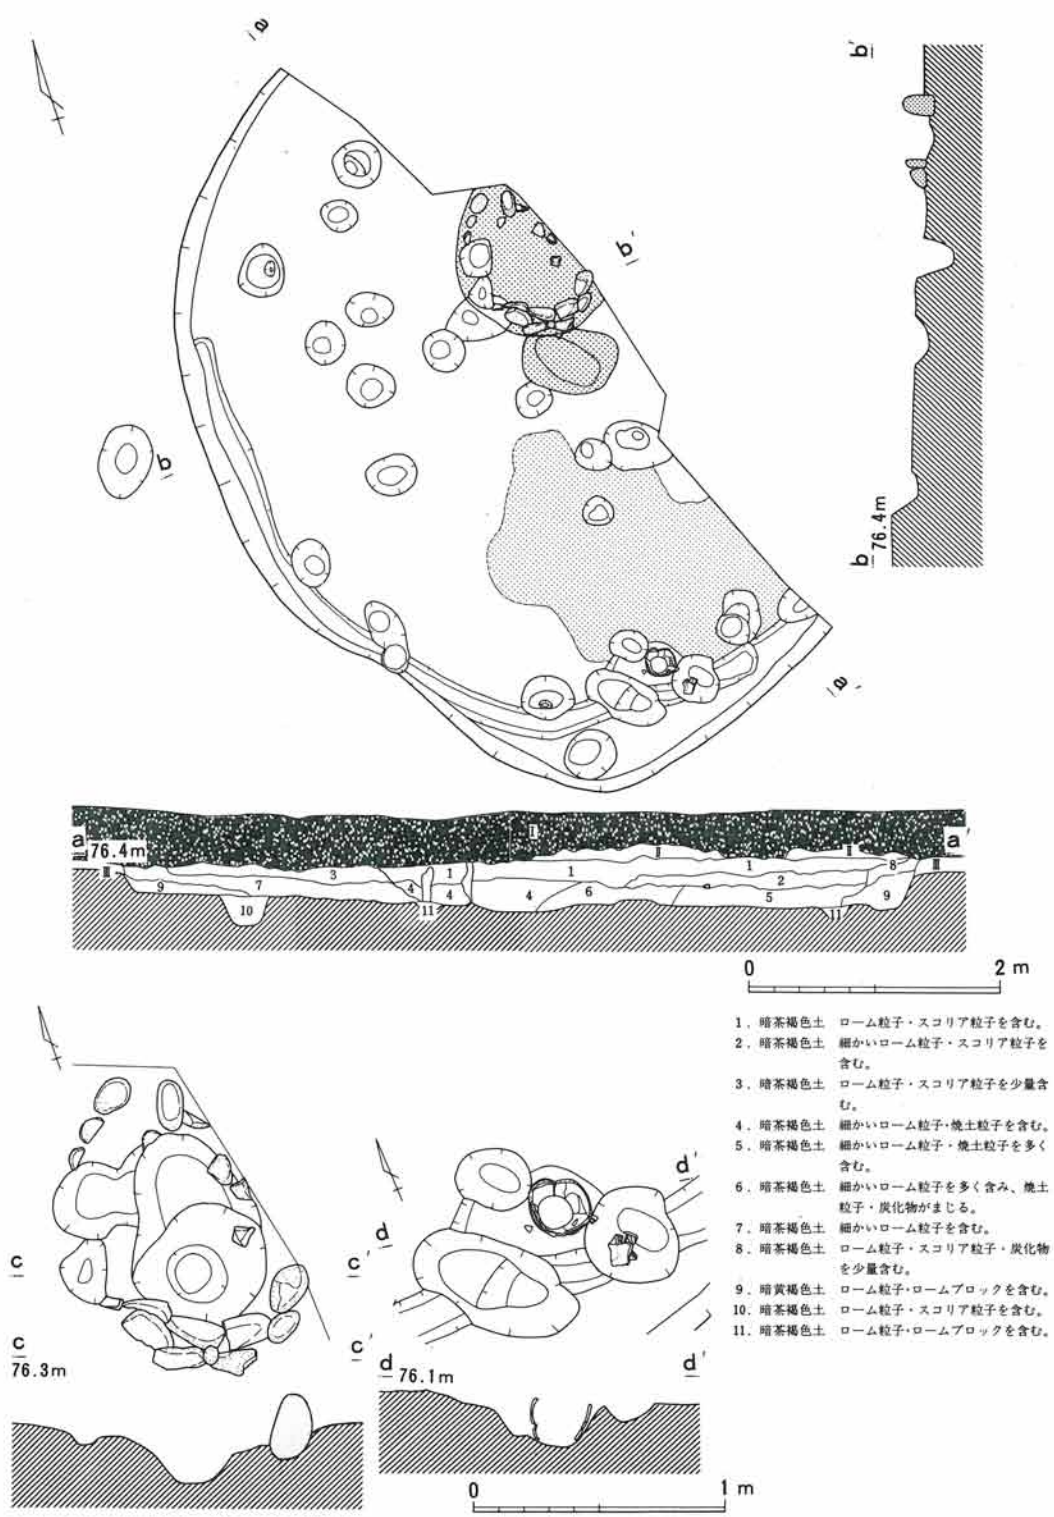 a
b'
b'
b
b
76.4m
a'
a
76.4m
I
II
II
a'
III
3
1
1
1
8
III
9
7
4
4
4
6
2
5
9
10
11
11
0 2 m
1. 暗茶褐色土 ローム粒子・スコリア粒子を含む。
2. 暗茶褐色土 細かいローム粒子・スコリア粒子を
含む。
3. 暗茶褐色土 ローム粒子・スコリア粒子を少量含
む。
4. 暗茶褐色土 細かいローム粒子・焼土粒子を含む。
5. 暗茶褐色土 細かいローム粒子・焼土粒子を多く
含む。
6. 暗茶褐色土 細かいローム粒子を多く含み、焼土
粒子・炭化物がまじる。
7. 暗茶褐色土 細かいローム粒子を含む。
8. 暗茶褐色土 ローム粒子・スコリア粒子・炭化物
を少量含む。
9. 暗黄褐色土 ローム粒子・ロームブロックを含む。
10. 暗茶褐色土 ローム粒子・スコリア粒子を含む。
11. 暗茶褐色土 ローム粒子・ロームブロックを含む。
c
c'
c
76.3m
c'
d
d'
d
76.1m
d'
0 1 m